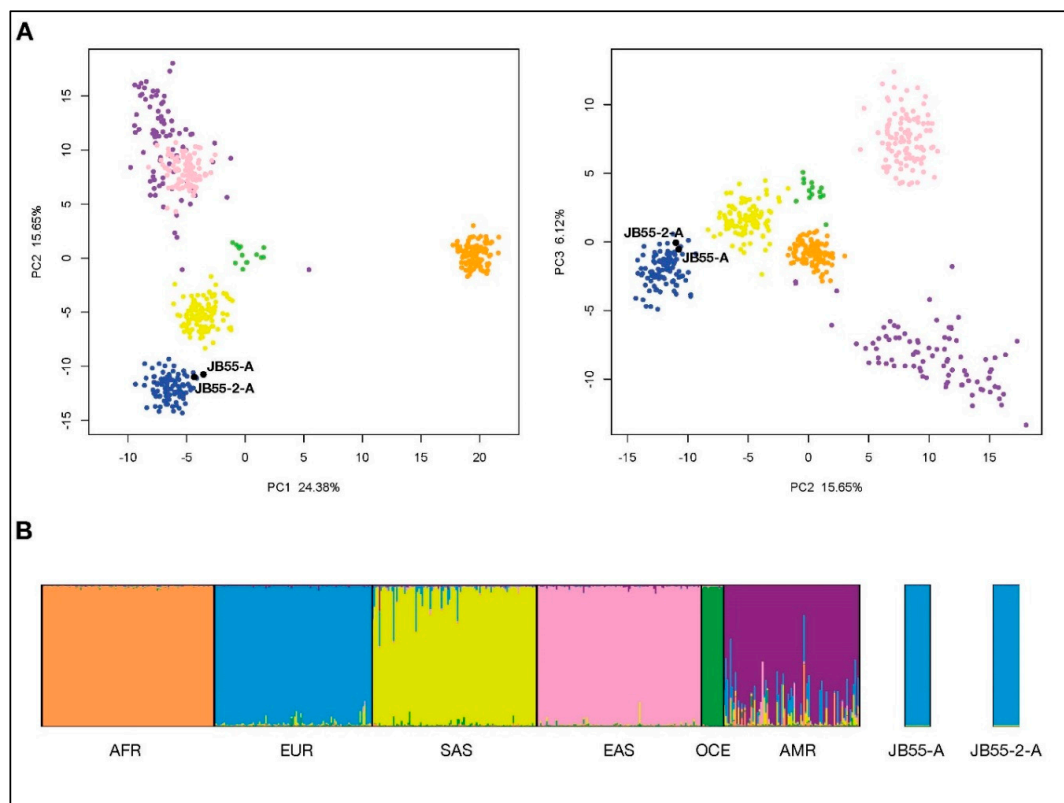 A
15
10
5
0
-5
-10
-15
PC2 15.65%
JB55-A
JB55-2-A
-10 -5 0 5 10 15 20
PC1 24.38%
10
5
0
-5
-10
PC3 6.12%
JB55-2-A
JB55-A
-15 -10 -5 0 5 10 15
PC2 15.65%
B
AFR EUR SAS EAS OCE AMR JB55-A JB55-2-A